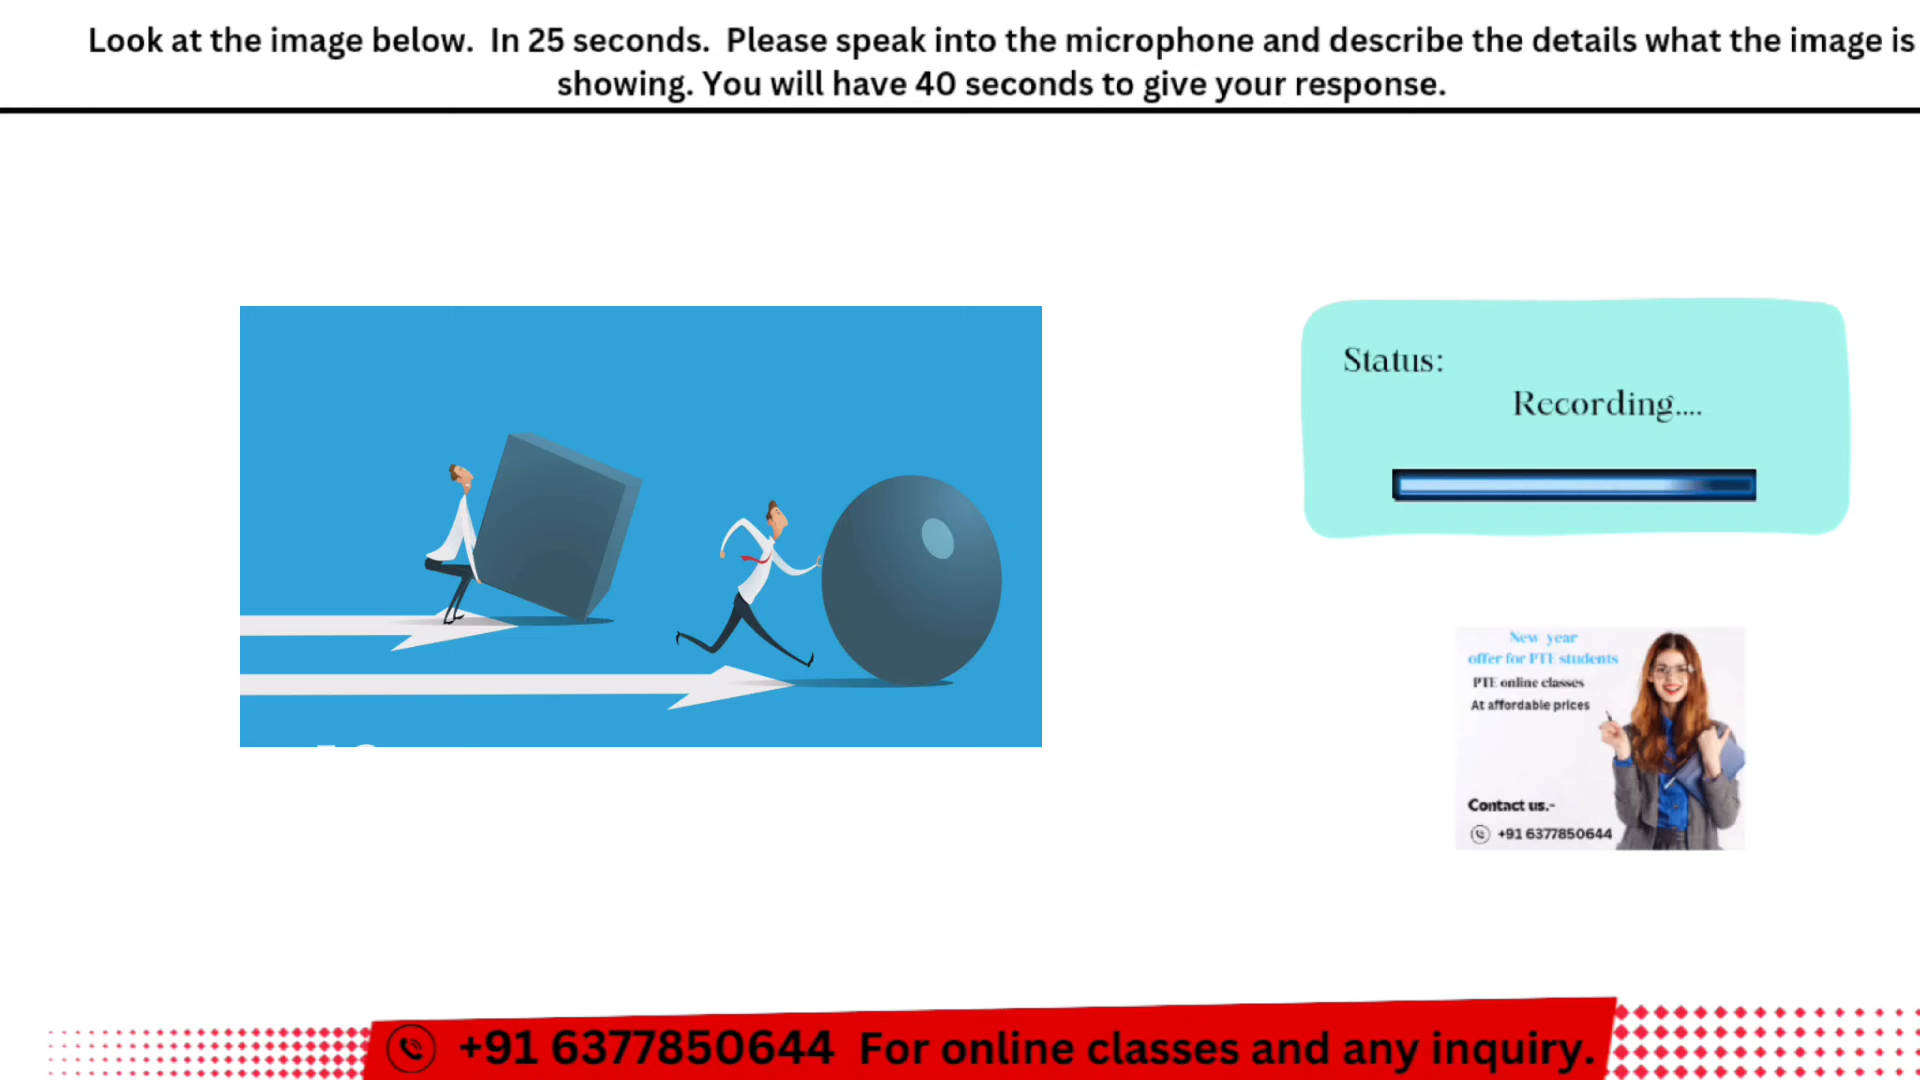 Look at the image below. In 25 seconds. Please speak into the microphone and describe the details what the image is
showing. You will have 40 seconds to give your response.
Status:
Recording....
New year
offer for PTE students
PTE online classes
At affordable prices
Contact us.-
+91 6377850644
+91 6377850644 For online classes and any inquiry.